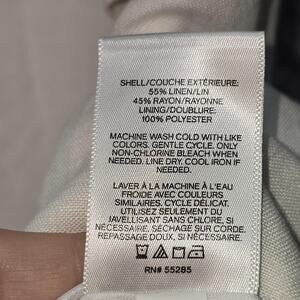 SHELL/COUCHE EXTÉRIEURE:
55% LINEN/LIN
45% RAYON/RAYONNE
LINING/DOUBLURE:
100% POLYESTER
MACHINE WASH COLD WITH LIKE
COLORS. GENTLE CYCLE. ONLY
NON-CHLORINE BLEACH WHEN
NEEDED. LINE DRY. COOL IRON IF
NEEDED.
LAVER À LA MACHINE À L'EAU
FROIDE AVEC COULEURS
SIMILAIRES. CYCLE DÉLICAT.
UTILISEZ SEULEMENT DU
JAVELLISANT SANS CHLORE, SI
NÉCESSAIRE. SÉCHAGE SUR CORDE.
REPASSAGE DOUX, SI NÉCESSAIRE.
RN# 55285